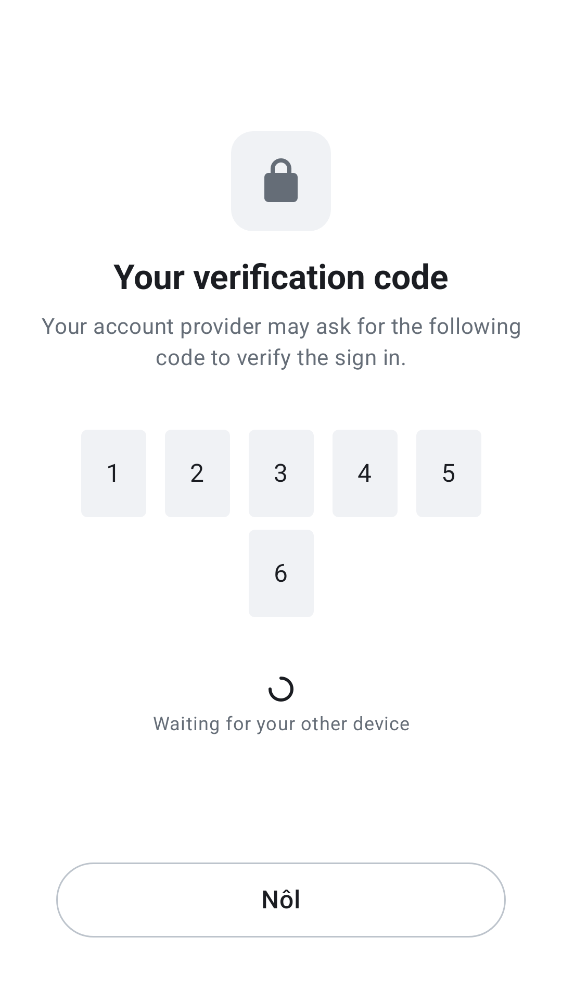 Your verification code
Your account provider may ask for the following
code to verify the sign in.
1 2 3 4 5
6
Waiting for your other device
Nôl